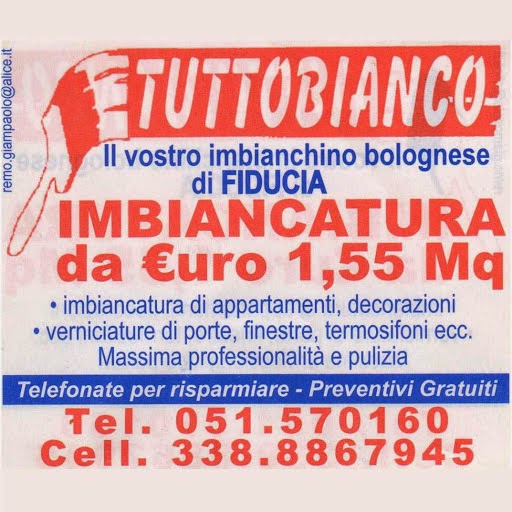 remo.giampaolo@alice.it
TUTTOBIANCO
Il vostro imbianchino bolognese
di FIDUCIA
IMBIANCATURA
da €uro 1,55 Mq
• imbiancatura di appartamenti, decorazioni
• verniciature di porte, finestre, termosifoni ecc.
Massima professionalità e pulizia
Telefonate per risparmiare - Preventivi Gratuiti
Tel. 051.570160
Cell. 338.8867945